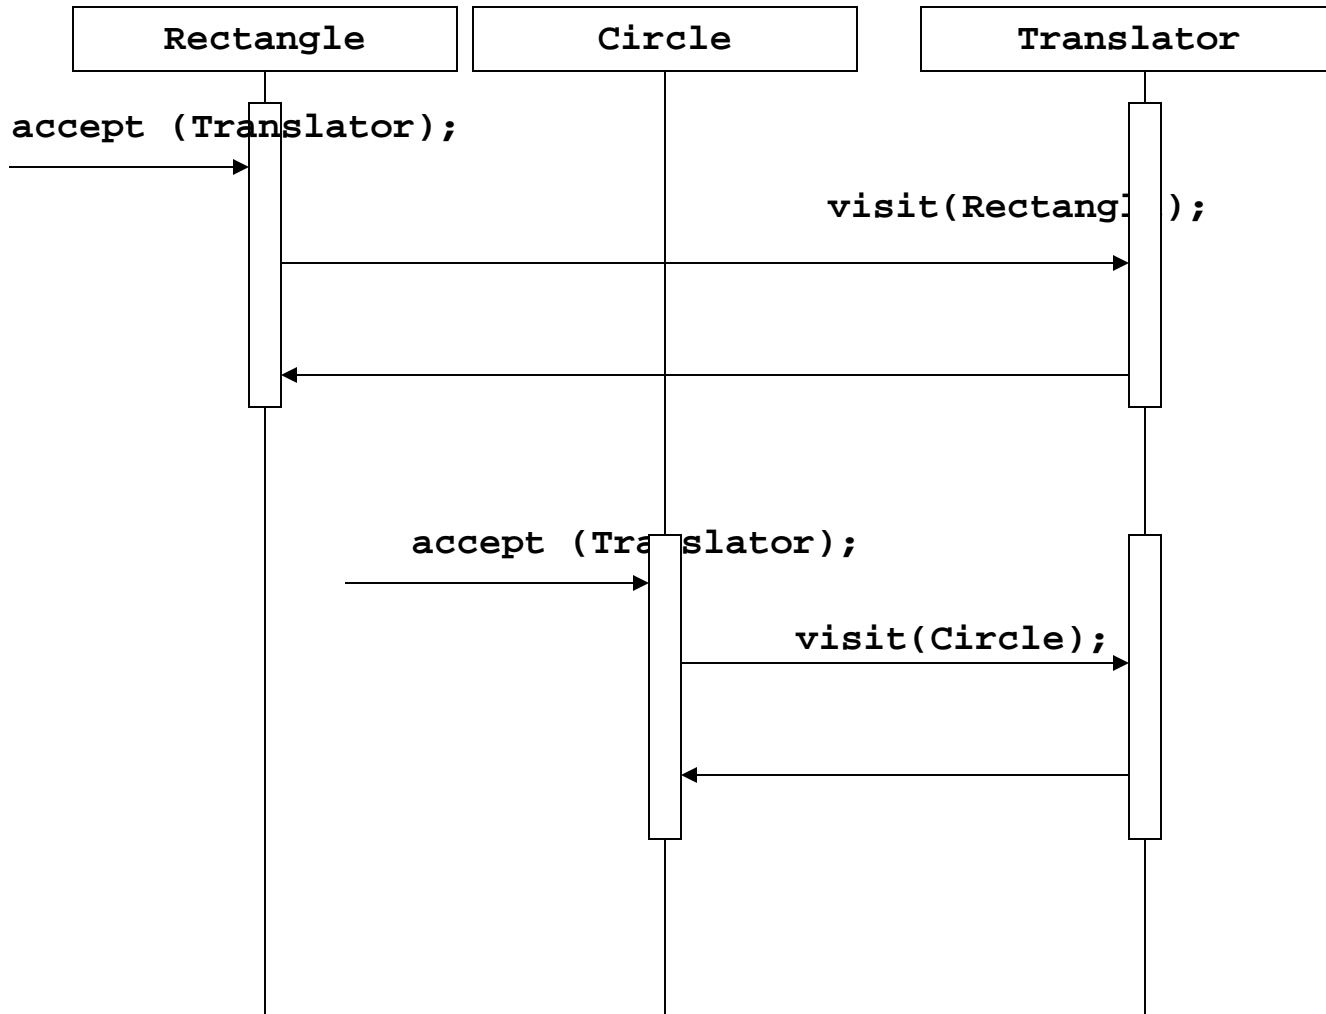 Rectangle
Circle
Translator
accept (Translator);
visit(Rectangle);
accept (Translator);
visit(Circle);